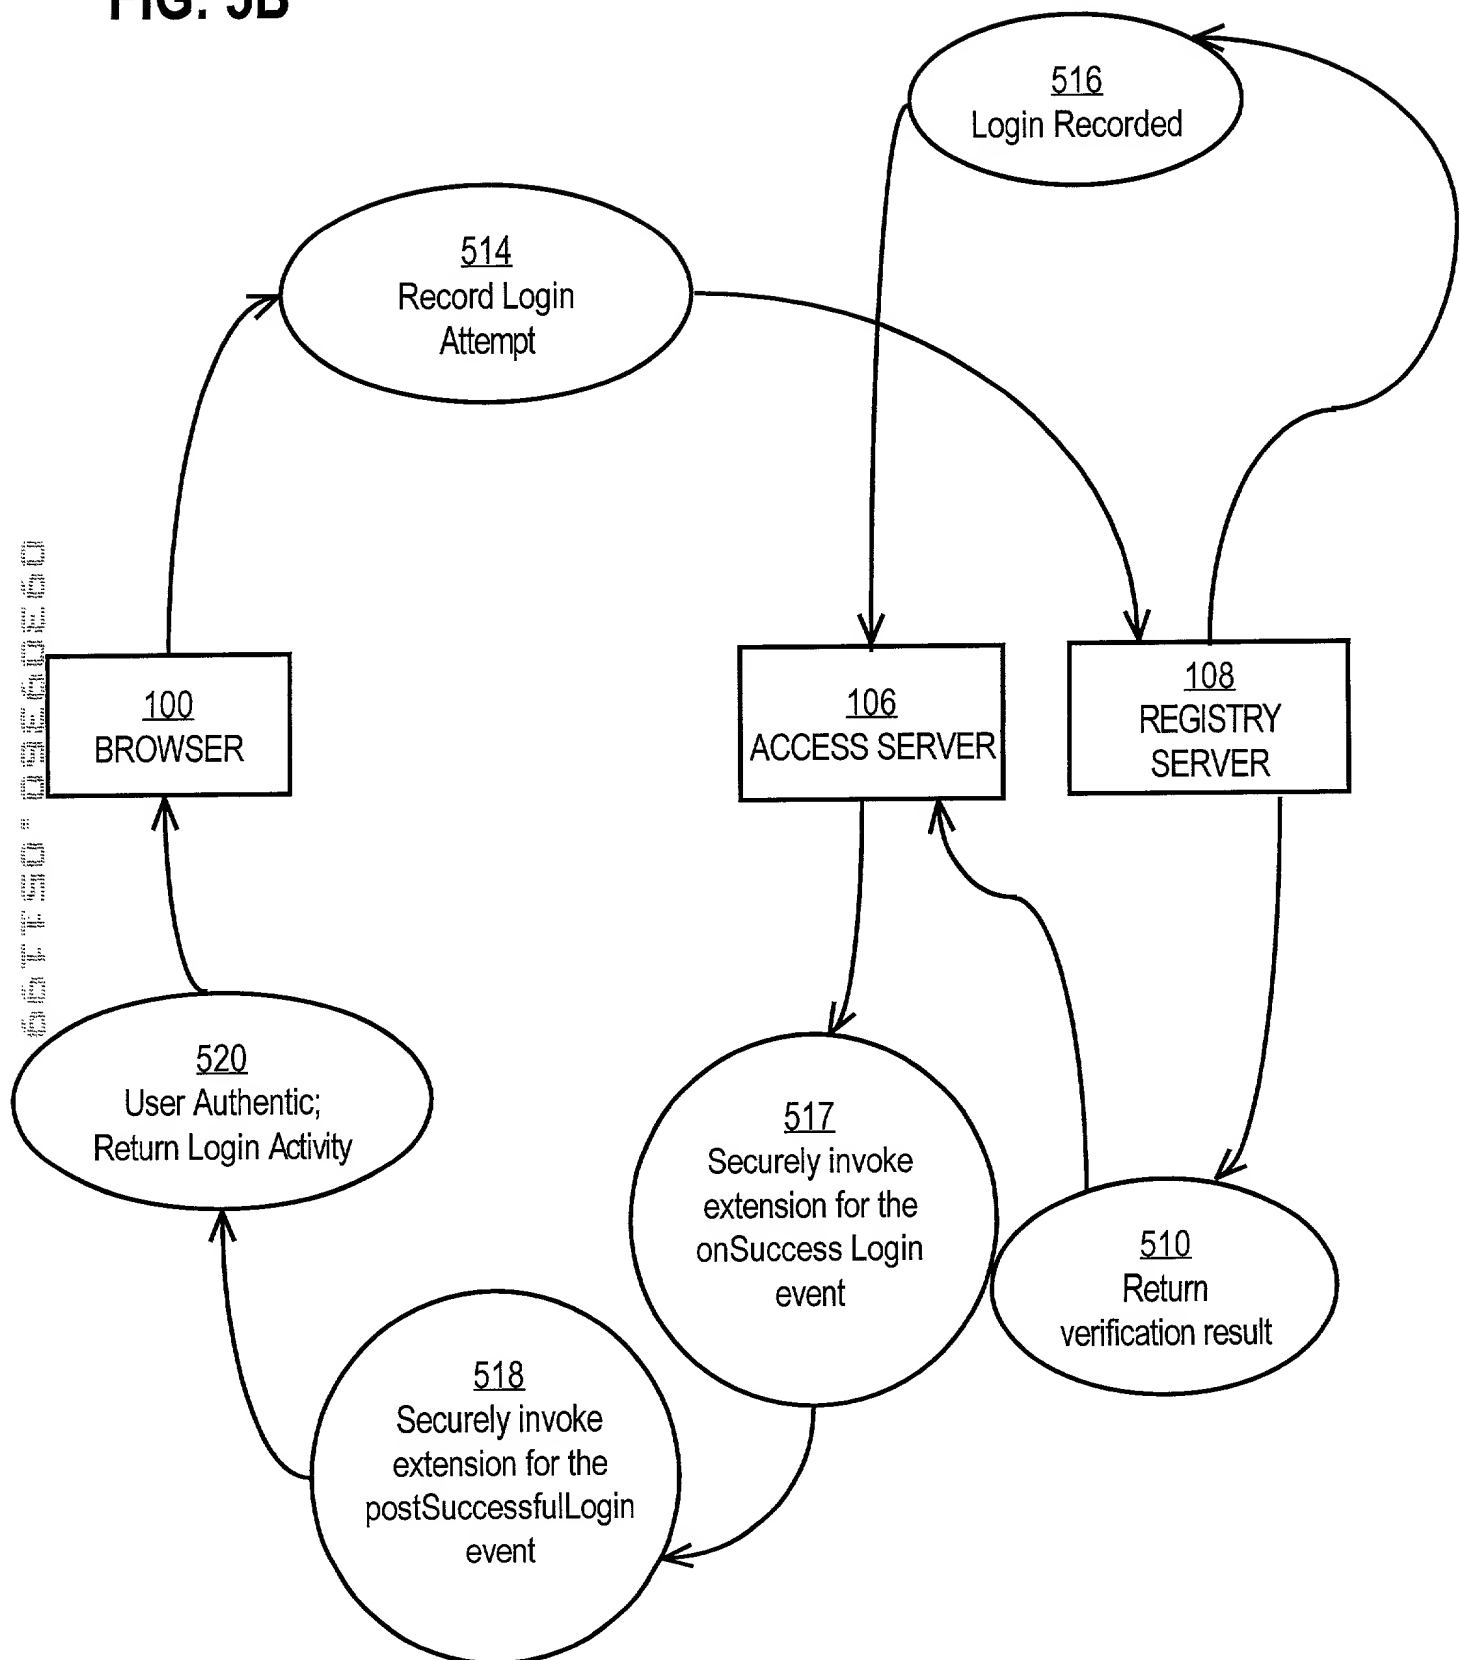 FIG. 5B
516
Login Recorded
514
Record Login
Attempt
100
BROWSER
106
ACCESS SERVER
108
REGISTRY
SERVER
520
User Authentic;
Return Login Activity
517
Securely invoke
extension for the
onSuccess Login
event
510
Return
verification result
518
Securely invoke
extension for the
postSuccessfulLogin
event